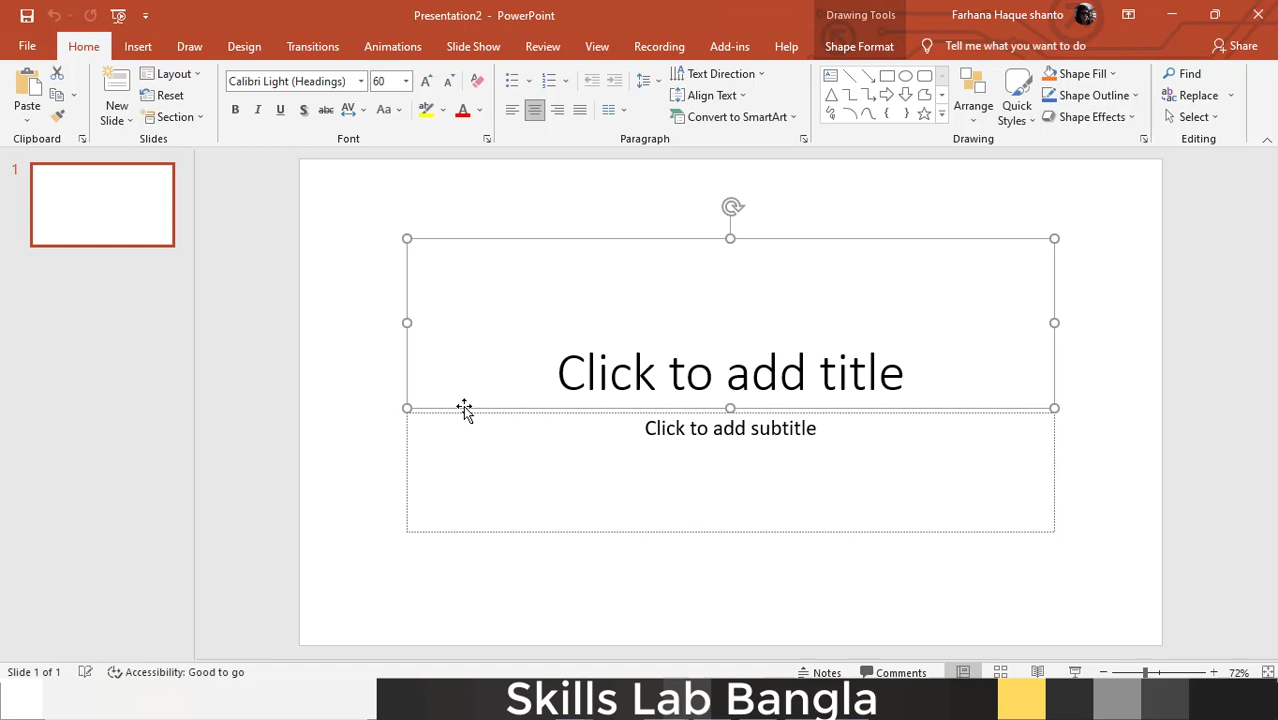 Presentation2 - PowerPoint
Drawing Tools
Farhana Haque shanto
File Home Insert Draw Design Transitions Animations Slide Show Review View Recording Add-ins Help Shape Format Tell me what you want to do Share
Paste
Clipboard
New Slide
Layout
Reset
Section
Slides
Calibri Light (Headings) 60
B I U S abc AV Aa A
Font
Text Direction
Align Text
Convert to SmartArt
Paragraph
Arrange
Quick Styles
Shape Fill
Shape Outline
Shape Effects
Drawing
Find
Replace
Select
Editing
1
Click to add title
Click to add subtitle
Slide 1 of 1 Accessibility: Good to go Notes Comments 72%
Skills Lab Bangla